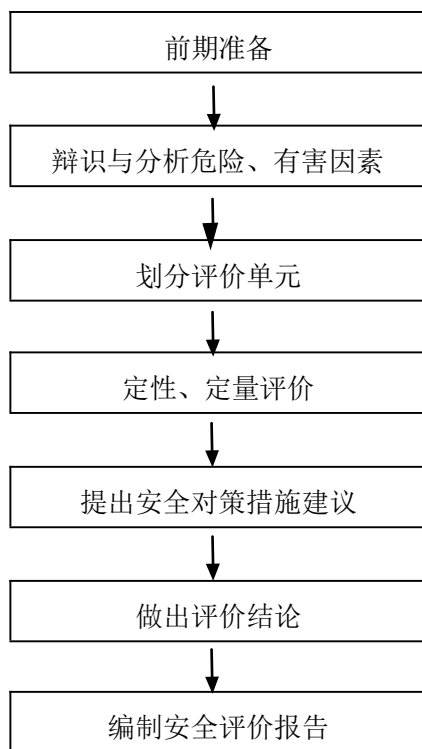 前期准备
辩识与分析危险、有害因素
划分评价单元
定性、定量评价
提出安全对策措施建议
做出评价结论
编制安全评价报告